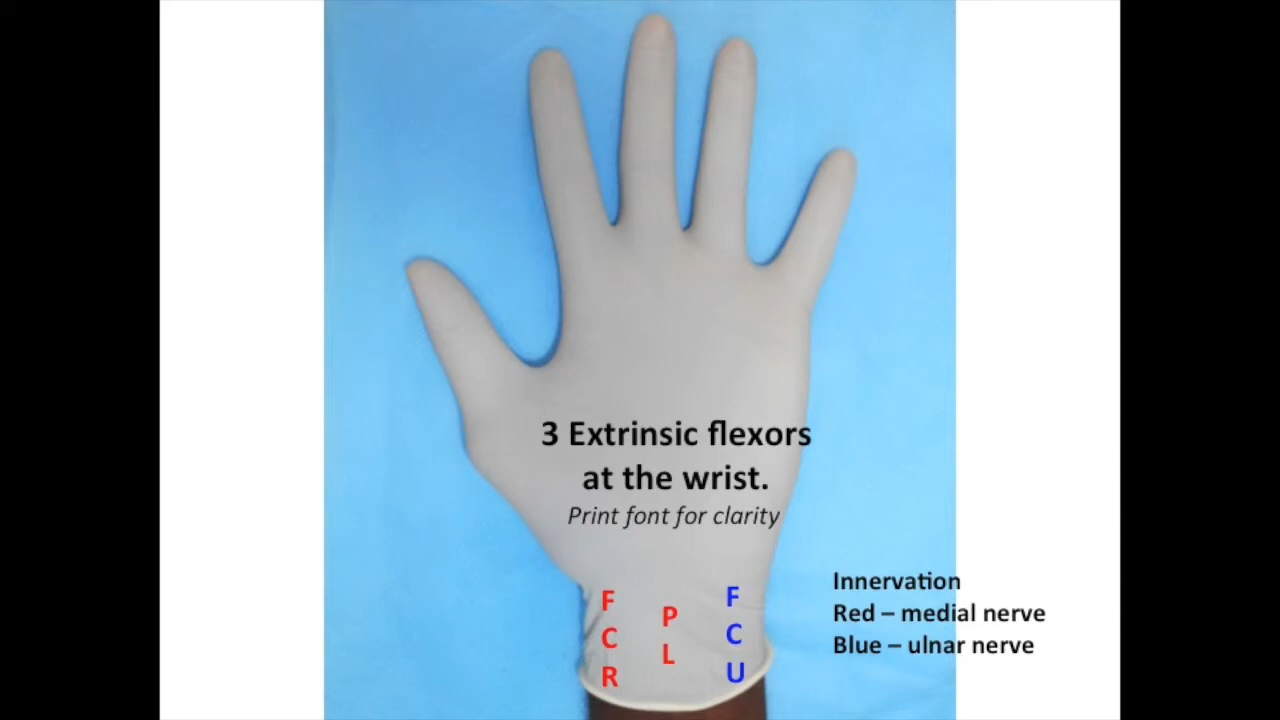 3 Extrinsic flexors
at the wrist.
Print font for clarity
F
C
R
P
L
F
C
U
Innervation
Red – medial nerve
Blue – ulnar nerve